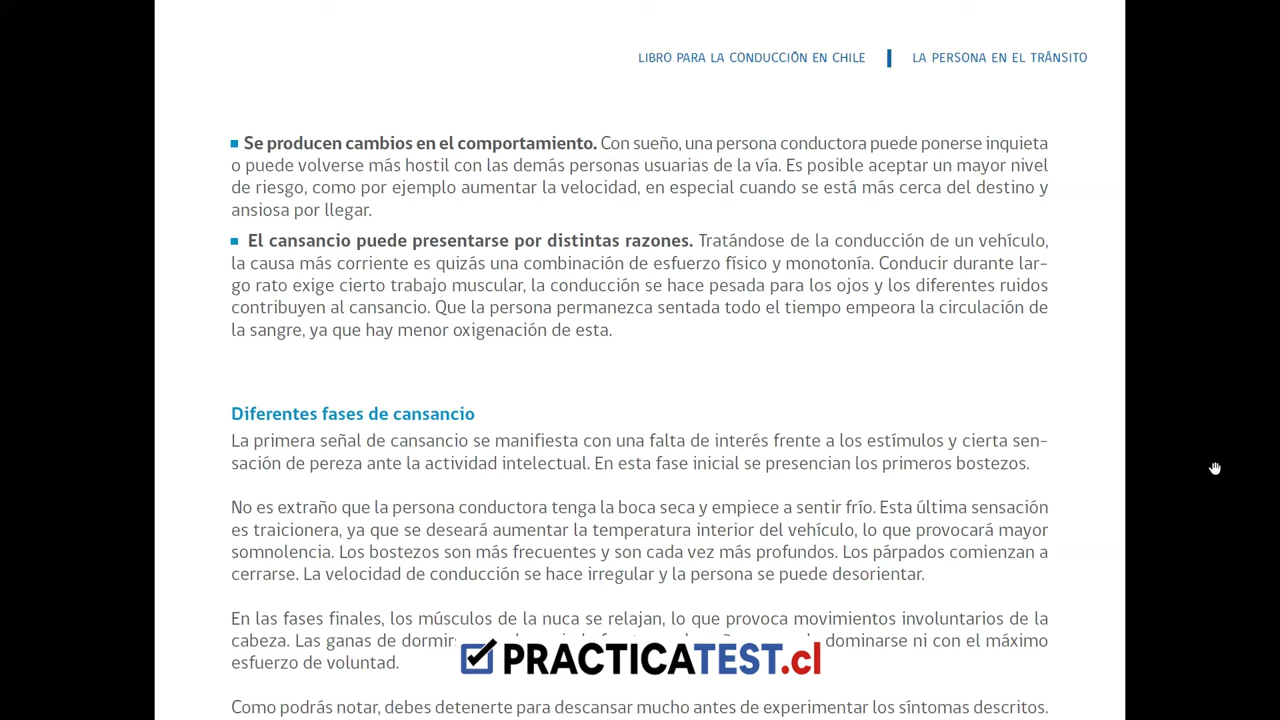 LIBRO PARA LA CONDUCCIÓN EN CHILE | LA PERSONA EN EL TRÁNSITO
Se producen cambios en el comportamiento. Con sueño, una persona conductora puede ponerse inquieta
o puede volverse más hostil con las demás personas usuarias de la vía. Es posible aceptar un mayor nivel
de riesgo, como por ejemplo aumentar la velocidad, en especial cuando se está más cerca del destino y
ansiosa por llegar.
El cansancio puede presentarse por distintas razones. Tratándose de la conducción de un vehículo,
la causa más corriente es quizás una combinación de esfuerzo físico y monotonía. Conducir durante lar-
go rato exige cierto trabajo muscular, la conducción se hace pesada para los ojos y los diferentes ruidos
contribuyen al cansancio. Que la persona permanezca sentada todo el tiempo empeora la circulación de
la sangre, ya que hay menor oxigenación de esta.
Diferentes fases de cansancio
La primera señal de cansancio se manifiesta con una falta de interés frente a los estímulos y cierta sen-
sación de pereza ante la actividad intelectual. En esta fase inicial se presencian los primeros bostezos.
No es extraño que la persona conductora tenga la boca seca y empiece a sentir frío. Esta última sensación
es traicionera, ya que se deseará aumentar la temperatura interior del vehículo, lo que provocará mayor
somnolencia. Los bostezos son más frecuentes y son cada vez más profundos. Los párpados comienzan a
cerrarse. La velocidad de conducción se hace irregular y la persona se puede desorientar.
En las fases finales, los músculos de la nuca se relajan, lo que provoca movimientos involuntarios de la
cabeza. Las ganas de dormir dominarse ni con el máximo
esfuerzo de voluntad.
PRACTICATEST.cl
Como podrás notar, debes detenerte para descansar mucho antes de experimentar los síntomas descritos.